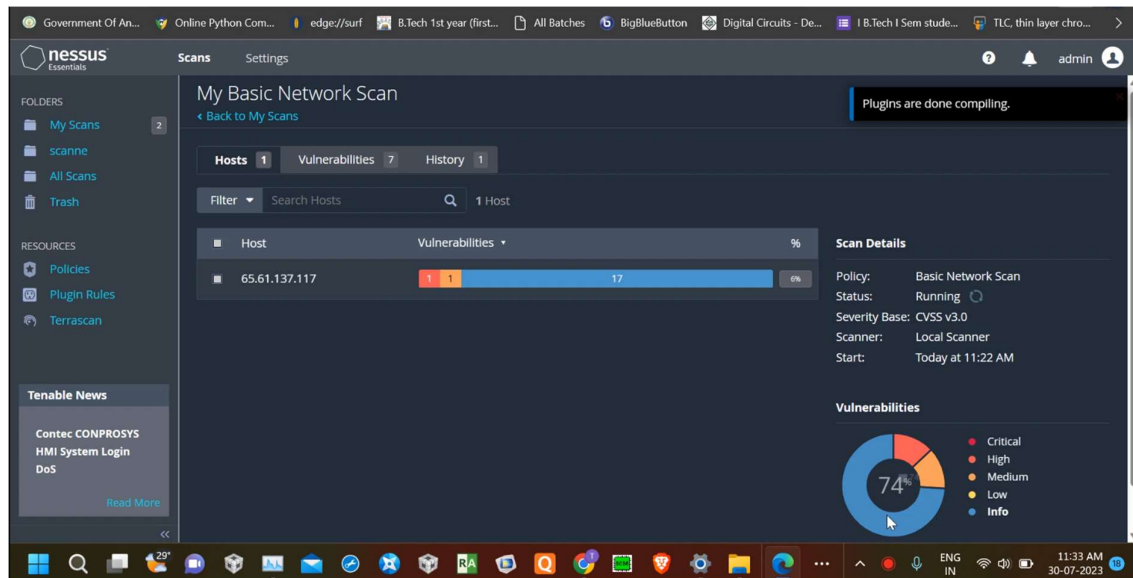 Government Of An... Online Python Com... edge://surf B.Tech 1st year (first... All Batches BigBlueButton Digital Circuits - De... I B.Tech I Sem stude... TLC, thin layer chro...
nessus
Essentials
Scans Settings
admin
FOLDERS
My Scans 2
scanne
All Scans
Trash
RESOURCES
Policies
Plugin Rules
Terrascan
Tenable News
Contec CONPROSYS
HMI System Login
DoS
Read More
My Basic Network Scan
< Back to My Scans
Plugins are done compiling.
Hosts 1 Vulnerabilities 7 History 1
Filter Search Hosts 1 Host
Host Vulnerabilities %
65.61.137.117 1 1 17 6%
Scan Details
Policy: Basic Network Scan
Status: Running
Severity Base: CVSS v3.0
Scanner: Local Scanner
Start: Today at 11:22 AM
Vulnerabilities
74%
Critical
High
Medium
Low
Info
29°
RA
ENG
IN
11:33 AM
30-07-2023
18